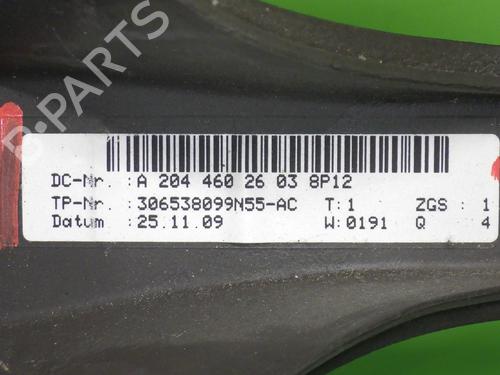 B-PARTS
DC-Nr. :A 204 460 26 03 8P12
TP-Nr. :306538099N55-AC T:1 ZGS : 1
Datum :25.11.09 W:0191 Q 4